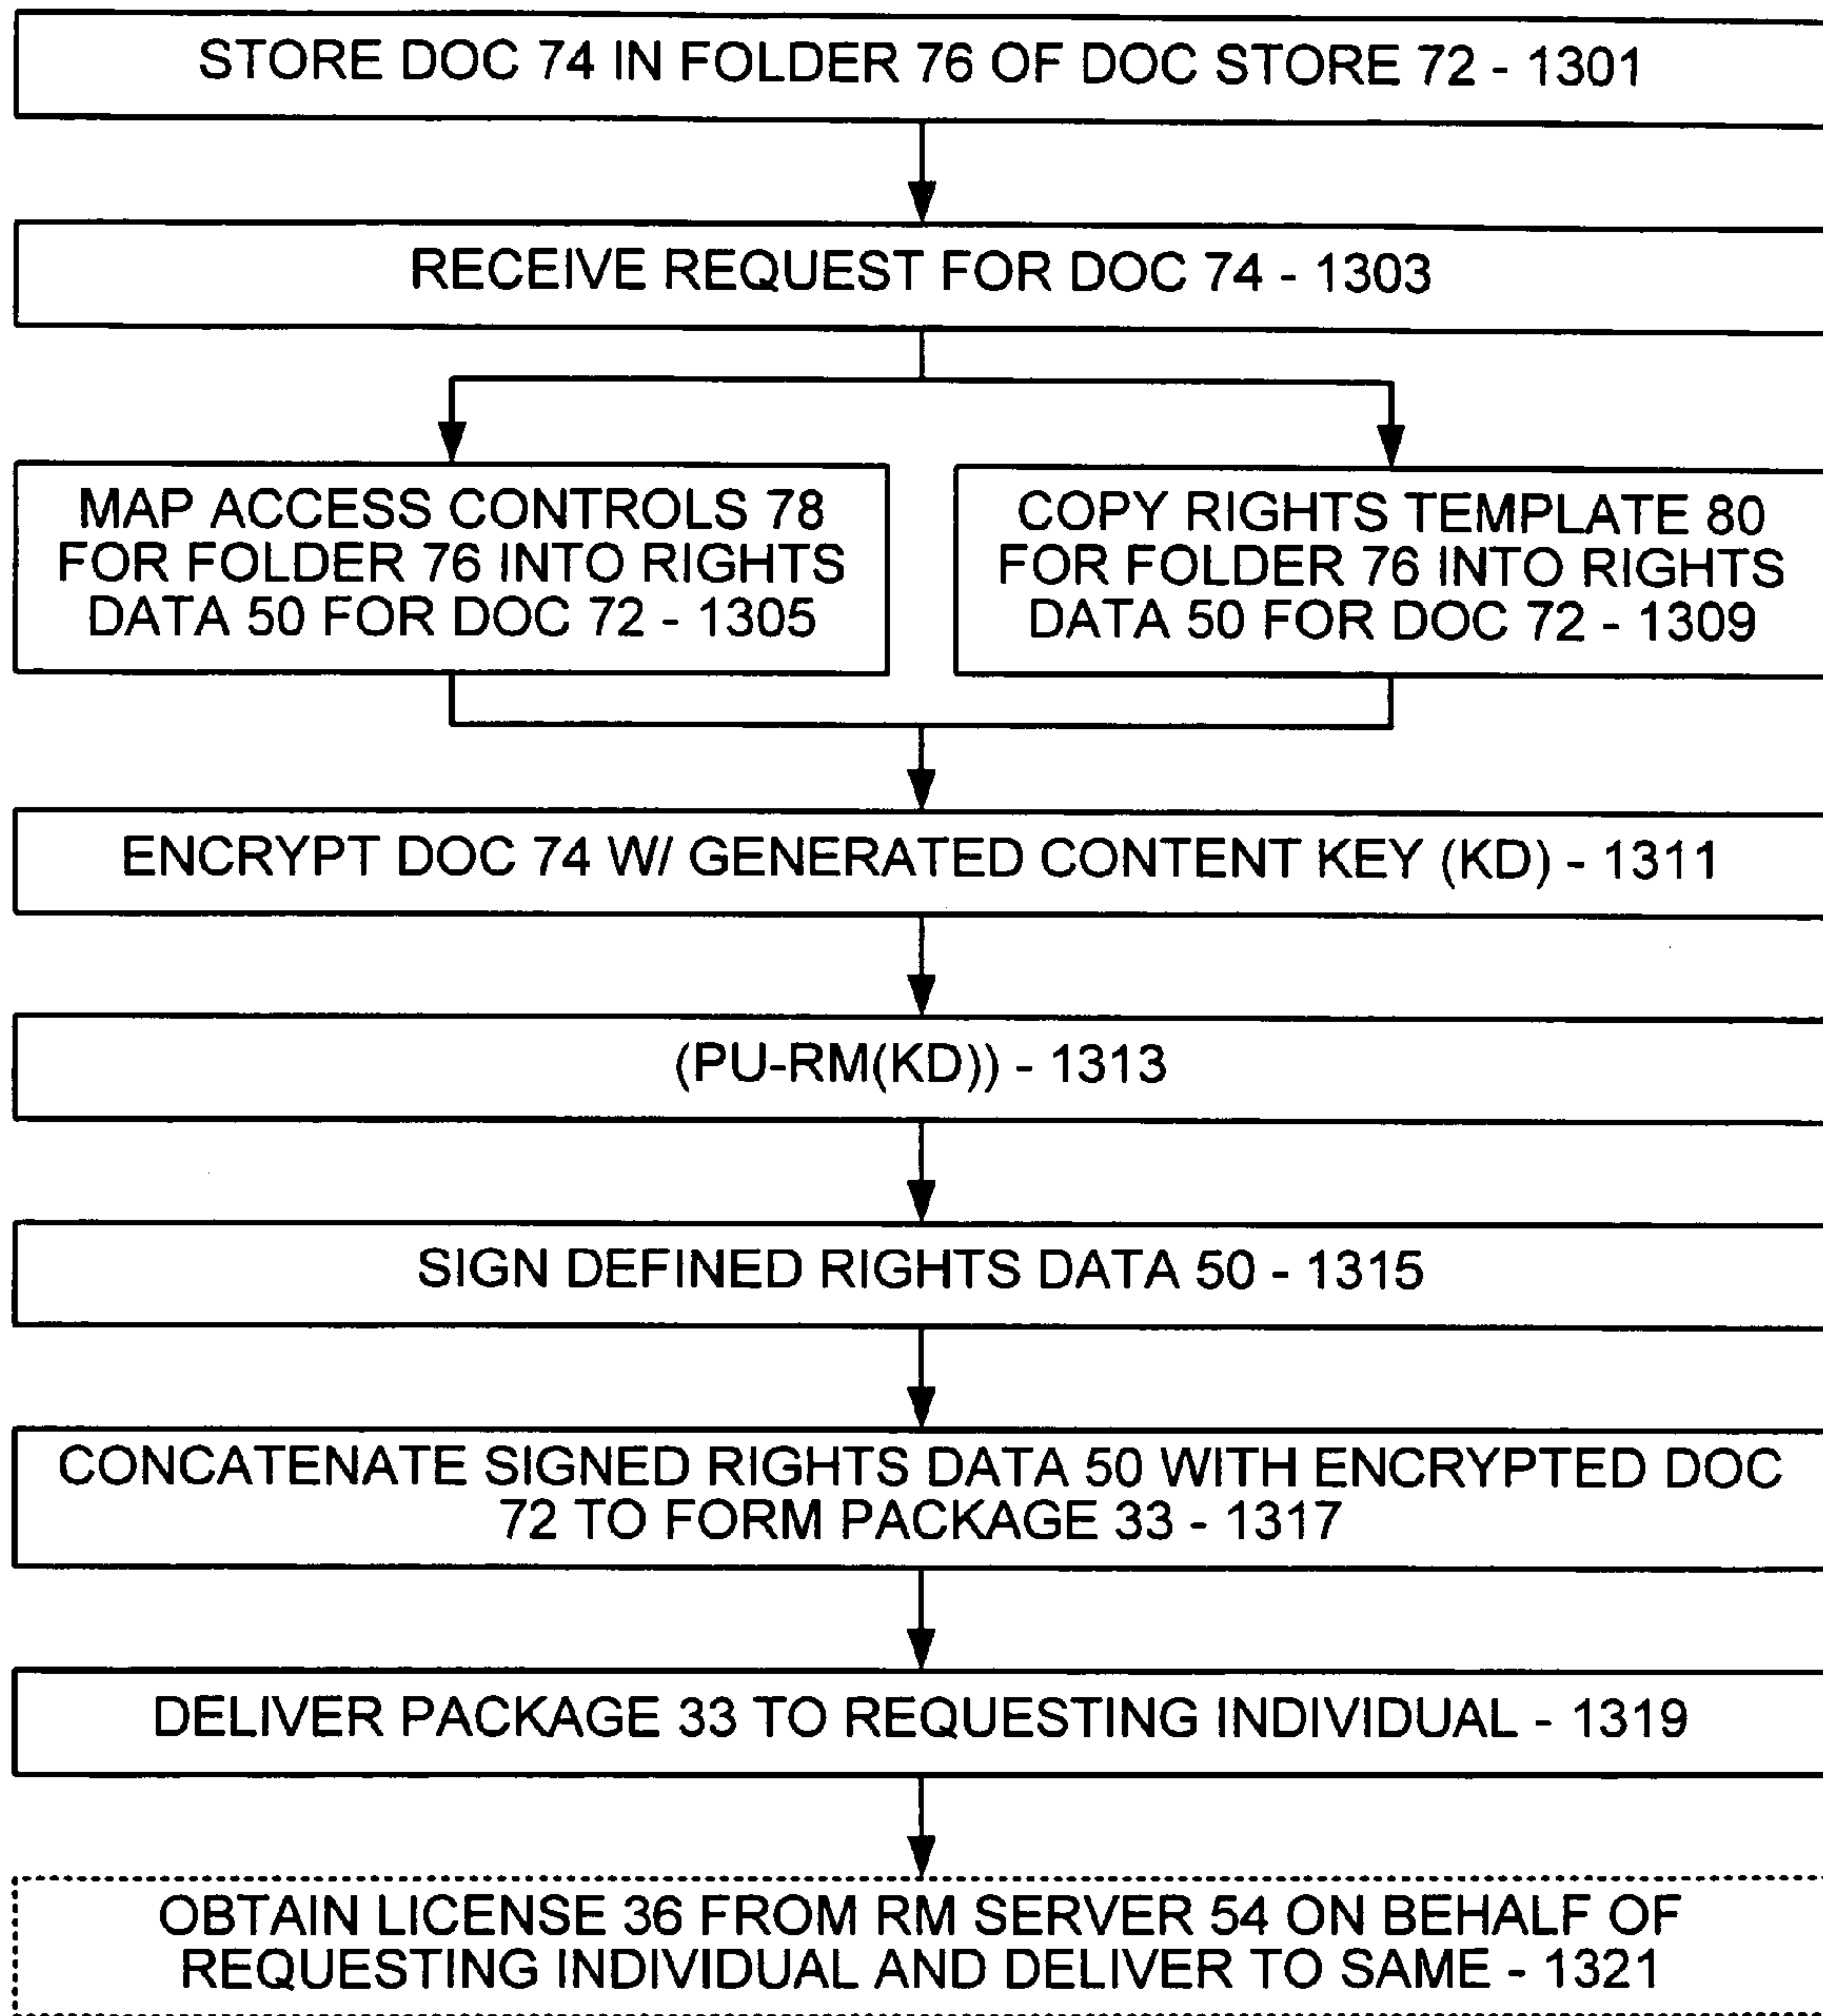 STORE DOC 74 IN FOLDER 76 OF DOC STORE 72 - 1301
RECEIVE REQUEST FOR DOC 74 - 1303
MAP ACCESS CONTROLS 78
FOR FOLDER 76 INTO RIGHTS
DATA 50 FOR DOC 72 - 1305
COPY RIGHTS TEMPLATE 80
FOR FOLDER 76 INTO RIGHTS
DATA 50 FOR DOC 72 - 1309
ENCRYPT DOC 74 W/ GENERATED CONTENT KEY (KD) - 1311
(PU-RM(KD)) - 1313
SIGN DEFINED RIGHTS DATA 50 - 1315
CONCATENATE SIGNED RIGHTS DATA 50 WITH ENCRYPTED DOC
72 TO FORM PACKAGE 33 - 1317
DELIVER PACKAGE 33 TO REQUESTING INDIVIDUAL - 1319
OBTAIN LICENSE 36 FROM RM SERVER 54 ON BEHALF OF
REQUESTING INDIVIDUAL AND DELIVER TO SAME - 1321